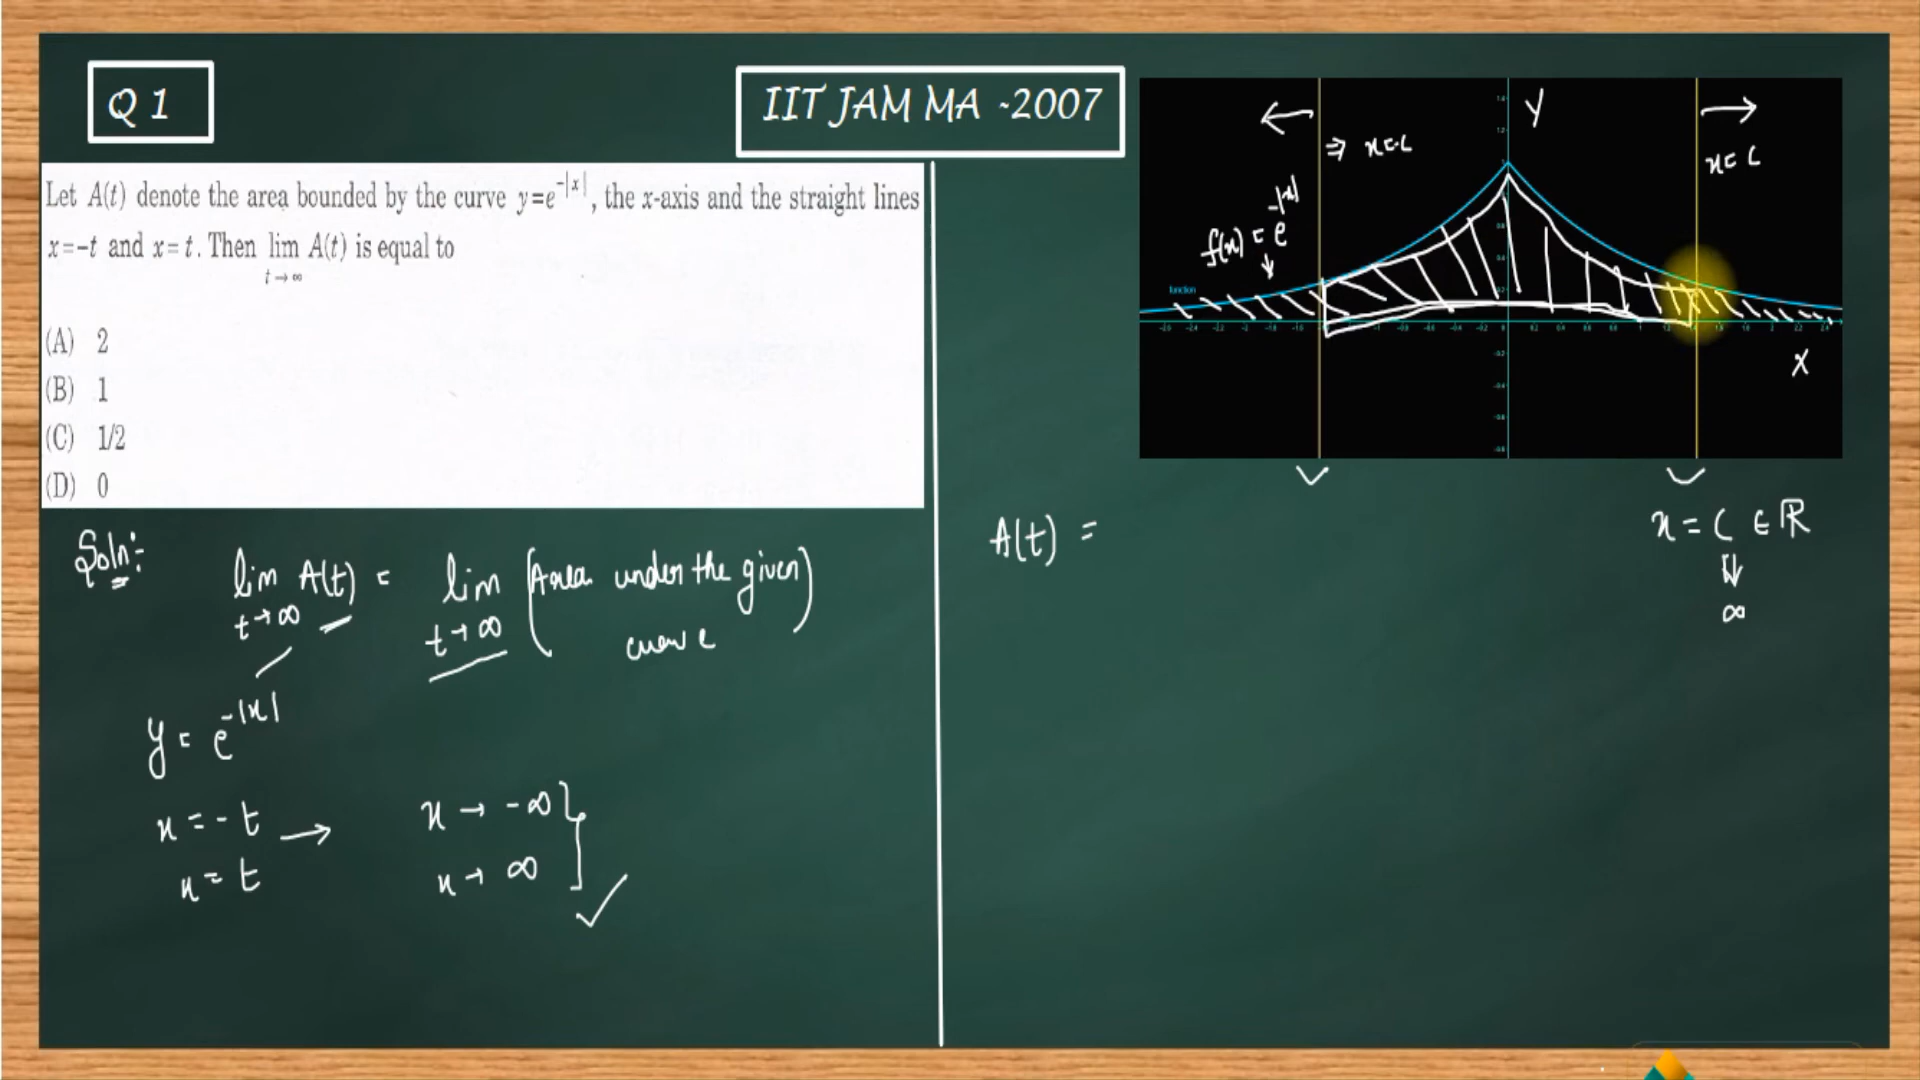 Q 1
IIT JAM MA -2007
Let A(t) denote the area bounded by the curve y=e^{-|x|}, the x-axis and the straight lines
x=-t and x=t. Then lim A(t) is equal to
t→∞
(A) 2
(B) 1
(C) 1/2
(D) 0
Soln:-
lim A(t) = lim (Area under the given
t→∞ t→∞ curve)
y = e^{-|x|}
x = -t → x → -∞
x = t x → ∞
Y
⇒ x=-c
x= c
f(x) = e^{-|x|}
function
X
A(t) =
x = c ∈ ℝ
⇓
∞